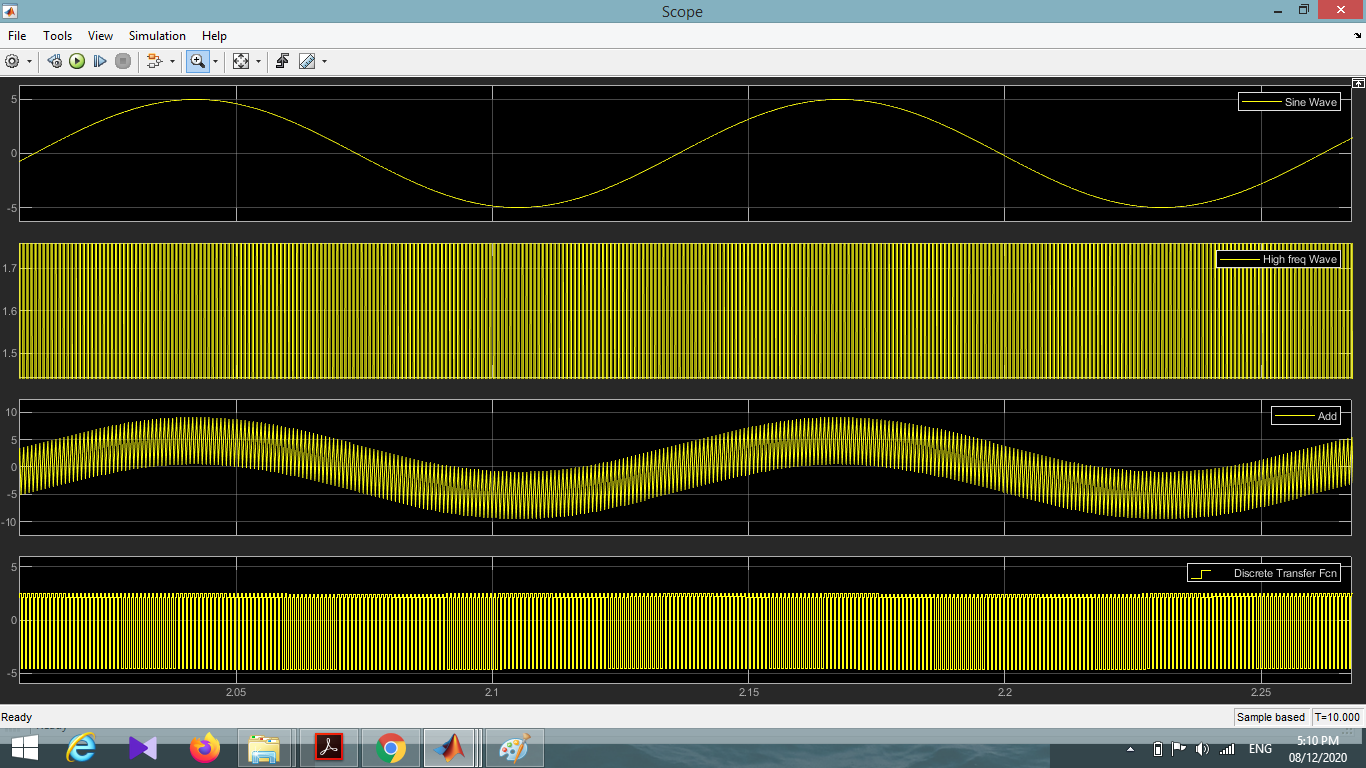 Scope
File Tools View Simulation Help
5
0
-5
Sine Wave
1.7
1.6
1.5
High freq Wave
10
5
0
-5
-10
Add
5
0
-5
Discrete Transfer Fcn
2.05 2.1 2.15 2.2 2.25
Ready Sample based T=10.000
ENG
5:10 PM
08/12/2020